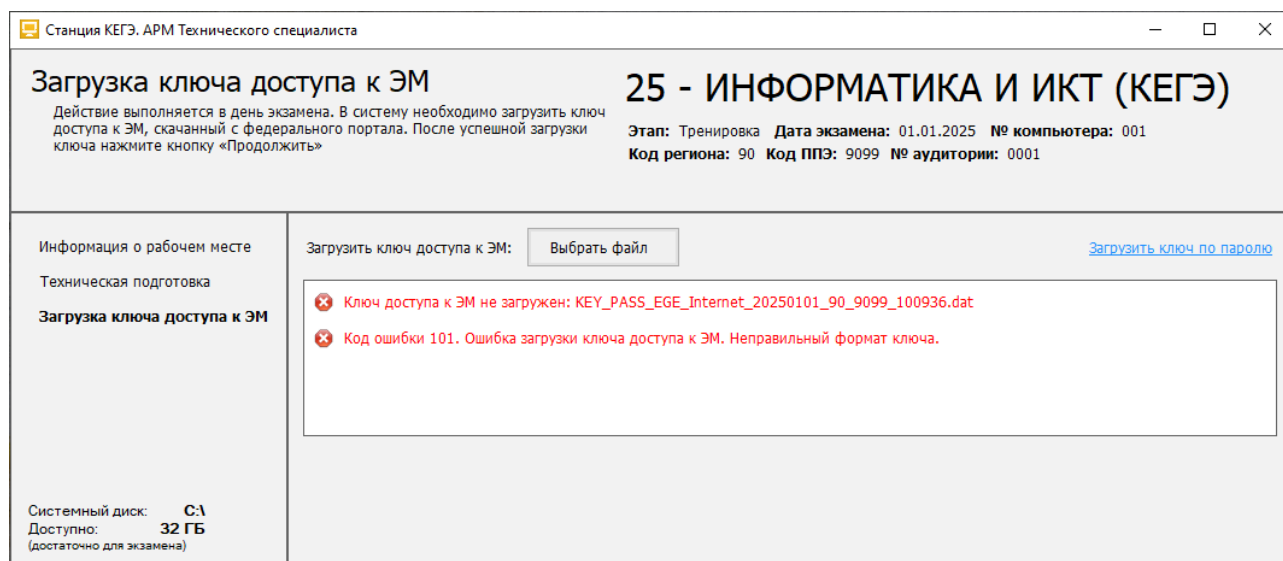 Станция КЕГЭ. АРМ Технического специалиста
Загрузка ключа доступа к ЭМ
Действие выполняется в день экзамена. В систему необходимо загрузить ключ
доступа к ЭМ, скачанный с федерального портала. После успешной загрузки
ключа нажмите кнопку «Продолжить»
25 - ИНФОРМАТИКА И ИКТ (КЕГЭ)
Этап: Тренировка Дата экзамена: 01.01.2025 № компьютера: 001
Код региона: 90 Код ППЭ: 9099 № аудитории: 0001
Информация о рабочем месте
Техническая подготовка
Загрузка ключа доступа к ЭМ
Системный диск: C:\
Доступно: 32 ГБ
(достаточно для экзамена)
Загрузить ключ доступа к ЭМ: Выбрать файл Загрузить ключ по паролю
Ключ доступа к ЭМ не загружен: KEY_PASS_EGE_Internet_20250101_90_9099_100936.dat
Код ошибки 101. Ошибка загрузки ключа доступа к ЭМ. Неправильный формат ключа.